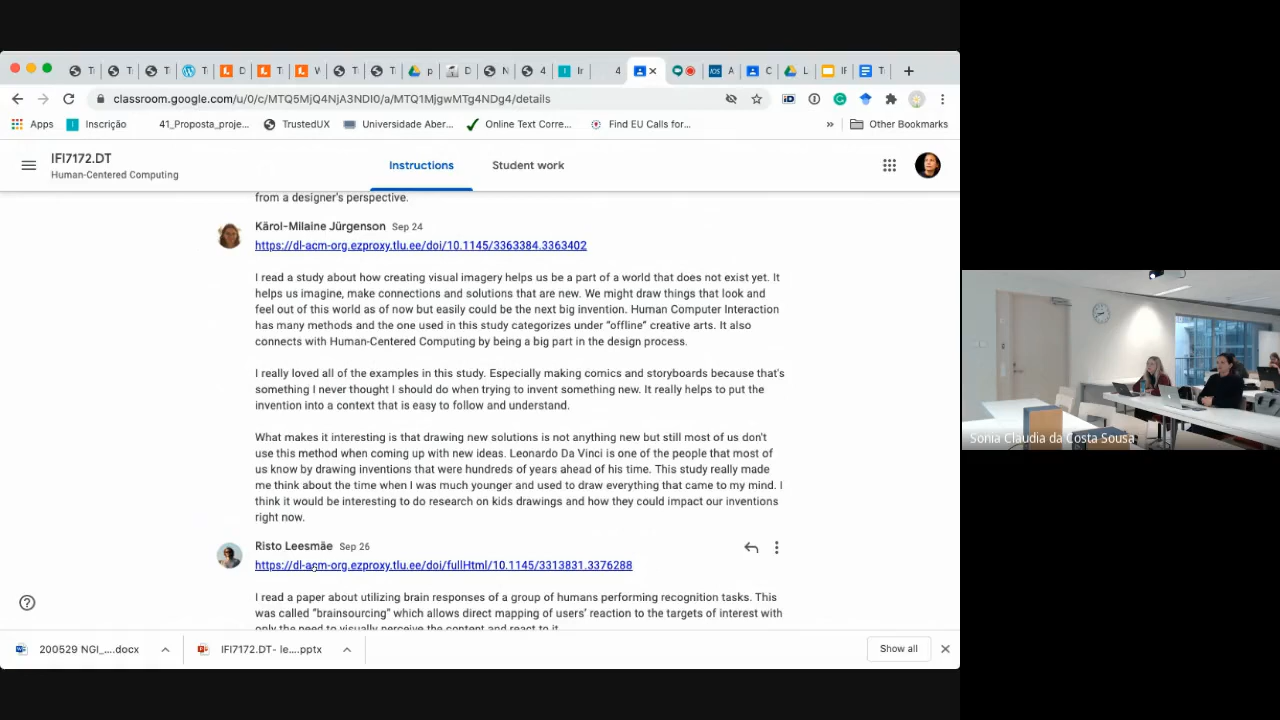 classroom.google.com/u/0/c/MTQ5MjQ4NjA3NDI0/a/MTQ1MjgwMTg4NDg4/details
Apps Inscrição 41_Proposta_proje... TrustedUX Universidade Aber... Online Text Corre... Find EU Calls for... » Other Bookmarks
IFI7172.DT
Human-Centered Computing
Instructions Student work
from a designer's perspective.
Kärol-Milaine Jürgenson Sep 24
https://dl-acm-org.ezproxy.tlu.ee/doi/10.1145/3363384.3363402
I read a study about how creating visual imagery helps us be a part of a world that does not exist yet. It
helps us imagine, make connections and solutions that are new. We might draw things that look and
feel out of this world as of now but easily could be the next big invention. Human Computer Interaction
has many methods and the one used in this study categorizes under "offline" creative arts. It also
connects with Human-Centered Computing by being a big part in the design process.
I really loved all of the examples in this study. Especially making comics and storyboards because that's
something I never thought I should do when trying to invent something new. It really helps to put the
invention into a context that is easy to follow and understand.
What makes it interesting is that drawing new solutions is not anything new but still most of us don't
use this method when coming up with new ideas. Leonardo Da Vinci is one of the people that most of
us know by drawing inventions that were hundreds of years ahead of his time. This study really made
me think about the time when I was much younger and used to draw everything that came to my mind. I
think it would be interesting to do research on kids drawings and how they could impact our inventions
right now.
Risto Leesmäe Sep 26
https://dl-acm-org.ezproxy.tlu.ee/doi/fullHtml/10.1145/3313831.3376288
I read a paper about utilizing brain responses of a group of humans performing recognition tasks. This
was called "brainsourcing" which allows direct mapping of users' reaction to the targets of interest with
only the need to visually perceive the content and react to it.
200529 NGI_....docx IFI7172.DT- le....pptx Show all
Sonia Claudia da Costa Sousa